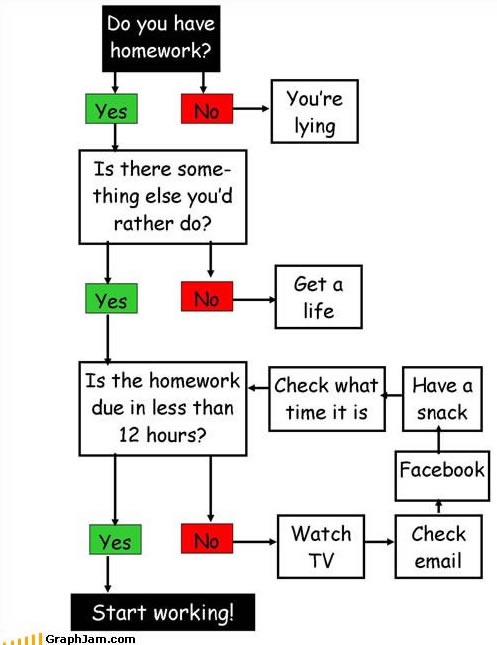 Do you have
homework?
Yes
No
You're
lying
Is there some-
thing else you'd
rather do?
Yes
No
Get a
life
Is the homework
due in less than
12 hours?
Check what
time it is
Have a
snack
Facebook
Yes
No
Watch
TV
Check
email
Start working!
GraphJam.com